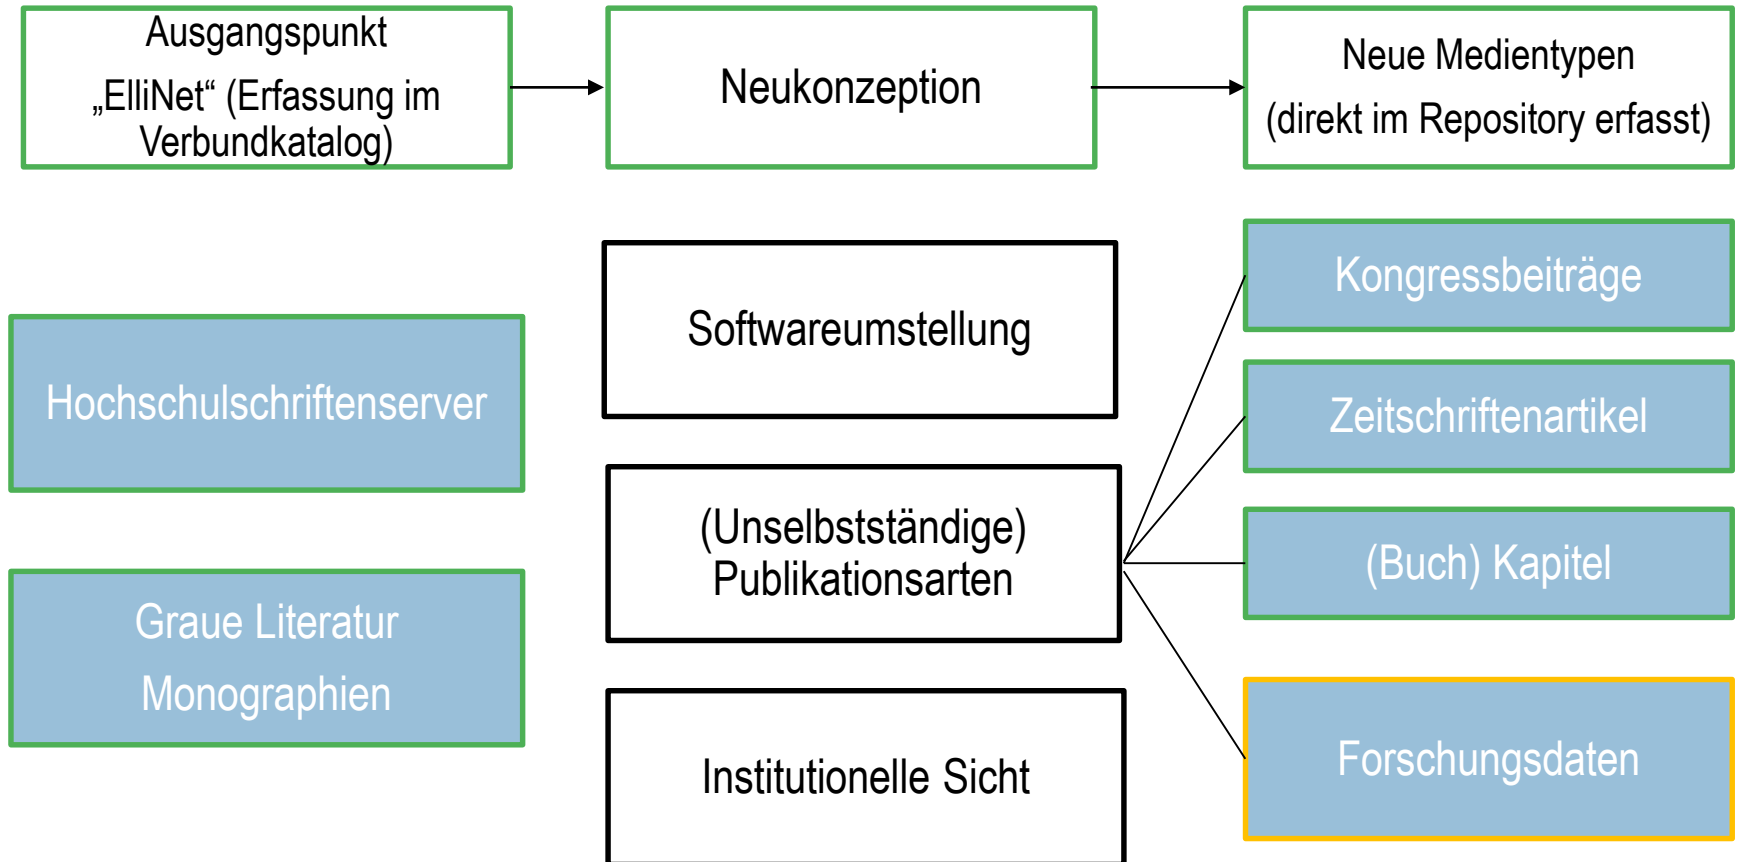 Ausgangspunkt
„ElliNet“ (Erfassung im
Verbundkatalog)
Neukonzeption
Neue Medientypen
(direkt im Repository erfasst)
Hochschulschriftenserver
Graue Literatur
Monographien
Softwareumstellung
(Unselbstständige)
Publikationsarten
Institutionelle Sicht
Kongressbeiträge
Zeitschriftenartikel
(Buch) Kapitel
Forschungsdaten